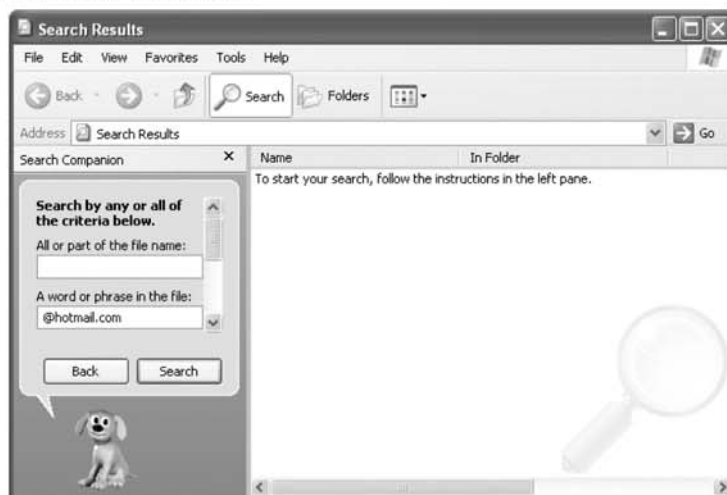 Search Results
File Edit View Favorites Tools Help
Back Search Folders
Address Search Results Go
Search Companion Name In Folder
To start your search, follow the instructions in the left pane.
Search by any or all of
the criteria below.
All or part of the file name:
A word or phrase in the file:
@hotmail.com
Back Search